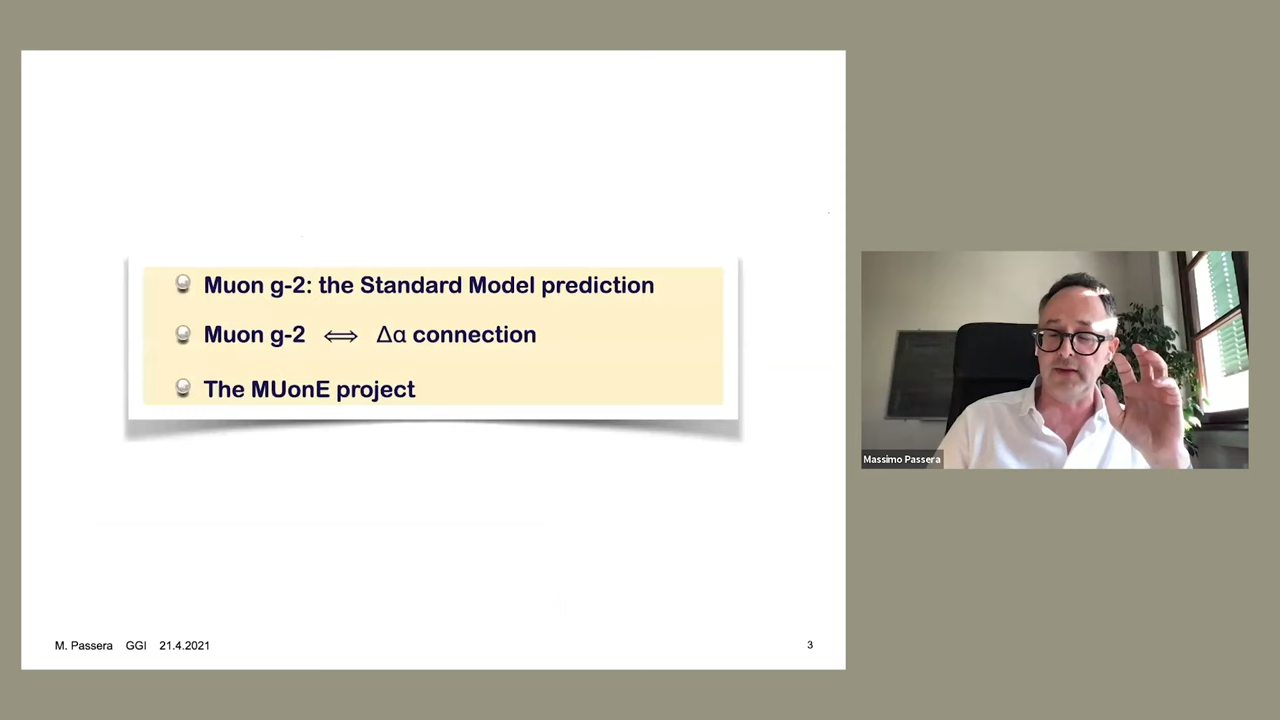 Muon g-2: the Standard Model prediction
Muon g-2 ⟺ Δα connection
The MUonE project
M. Passera GGI 21.4.2021
3
Massimo Passera